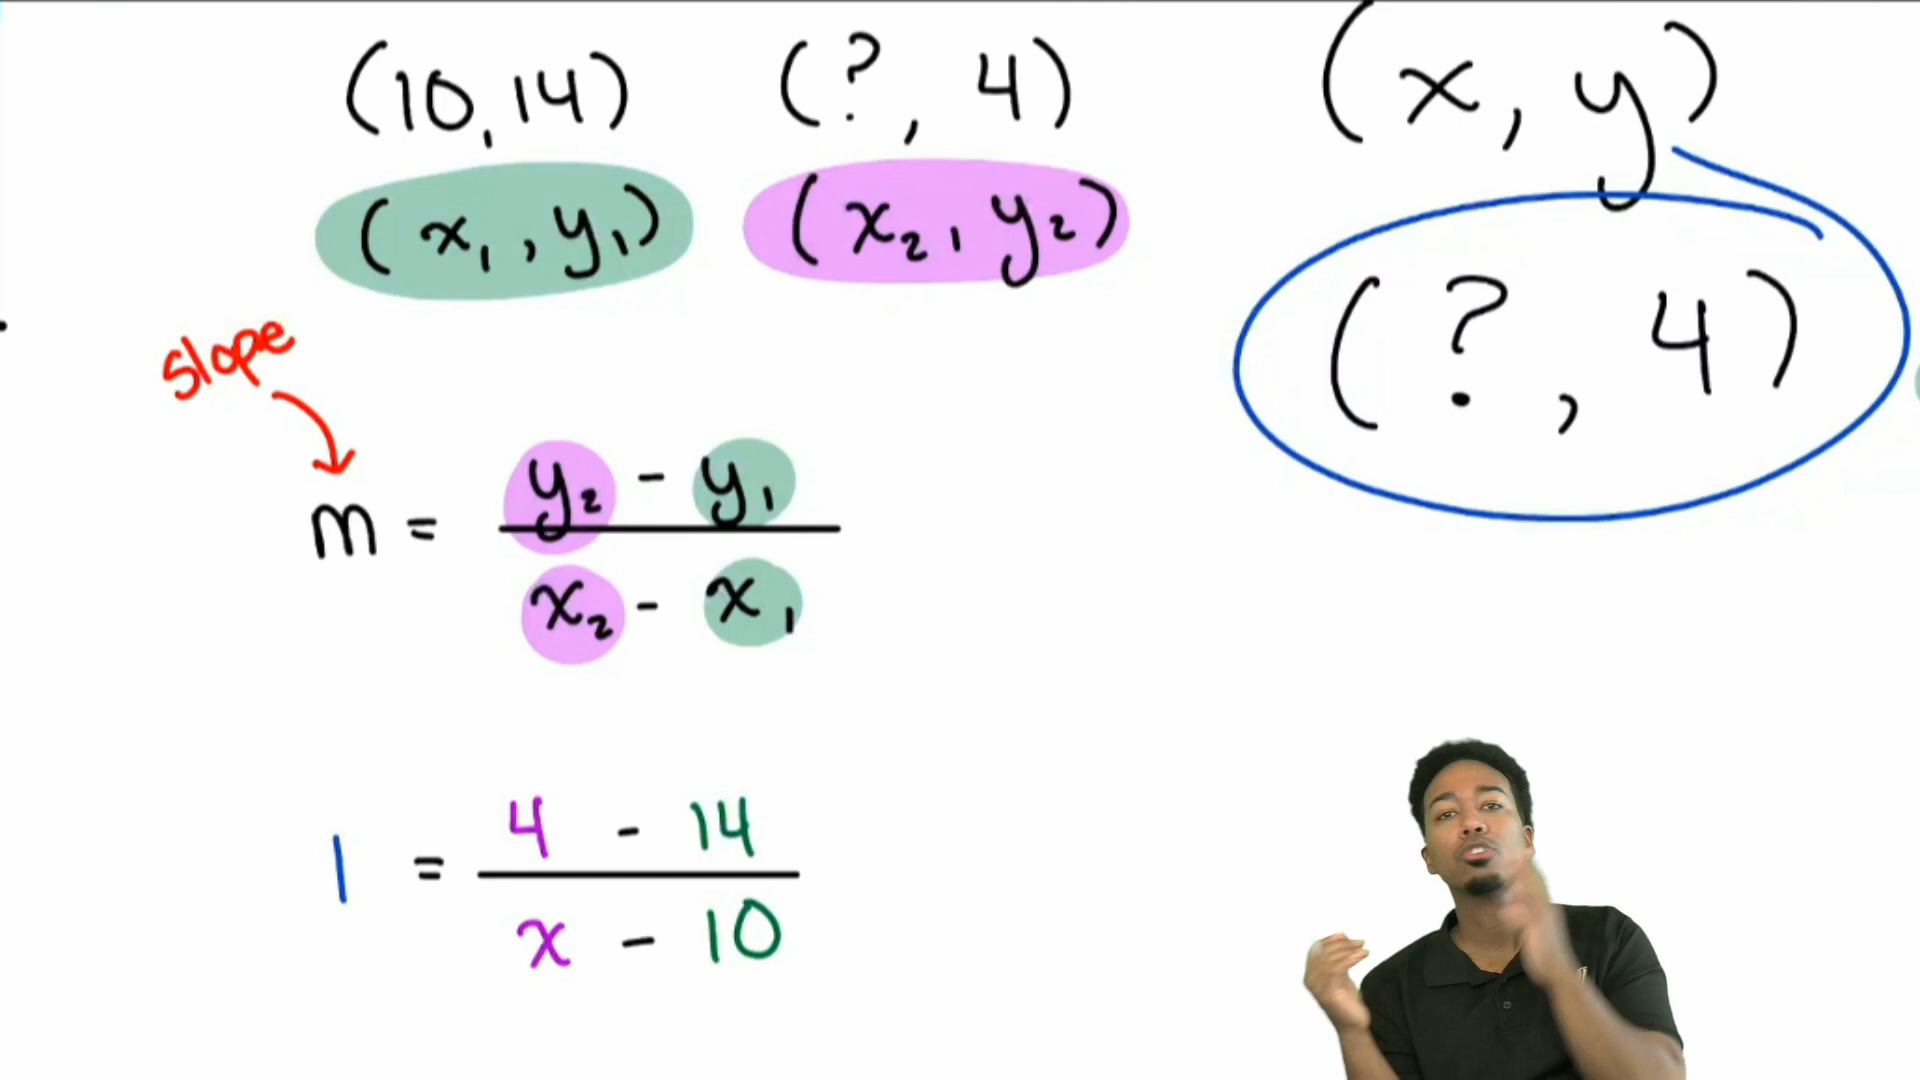 (10,14) (?, 4)
(x₁, y₁) (x₂, y₂)
(x, y)
(?, 4)
slope
m = y₂ - y₁
x₂ - x₁
1 = 4 - 14
x - 10